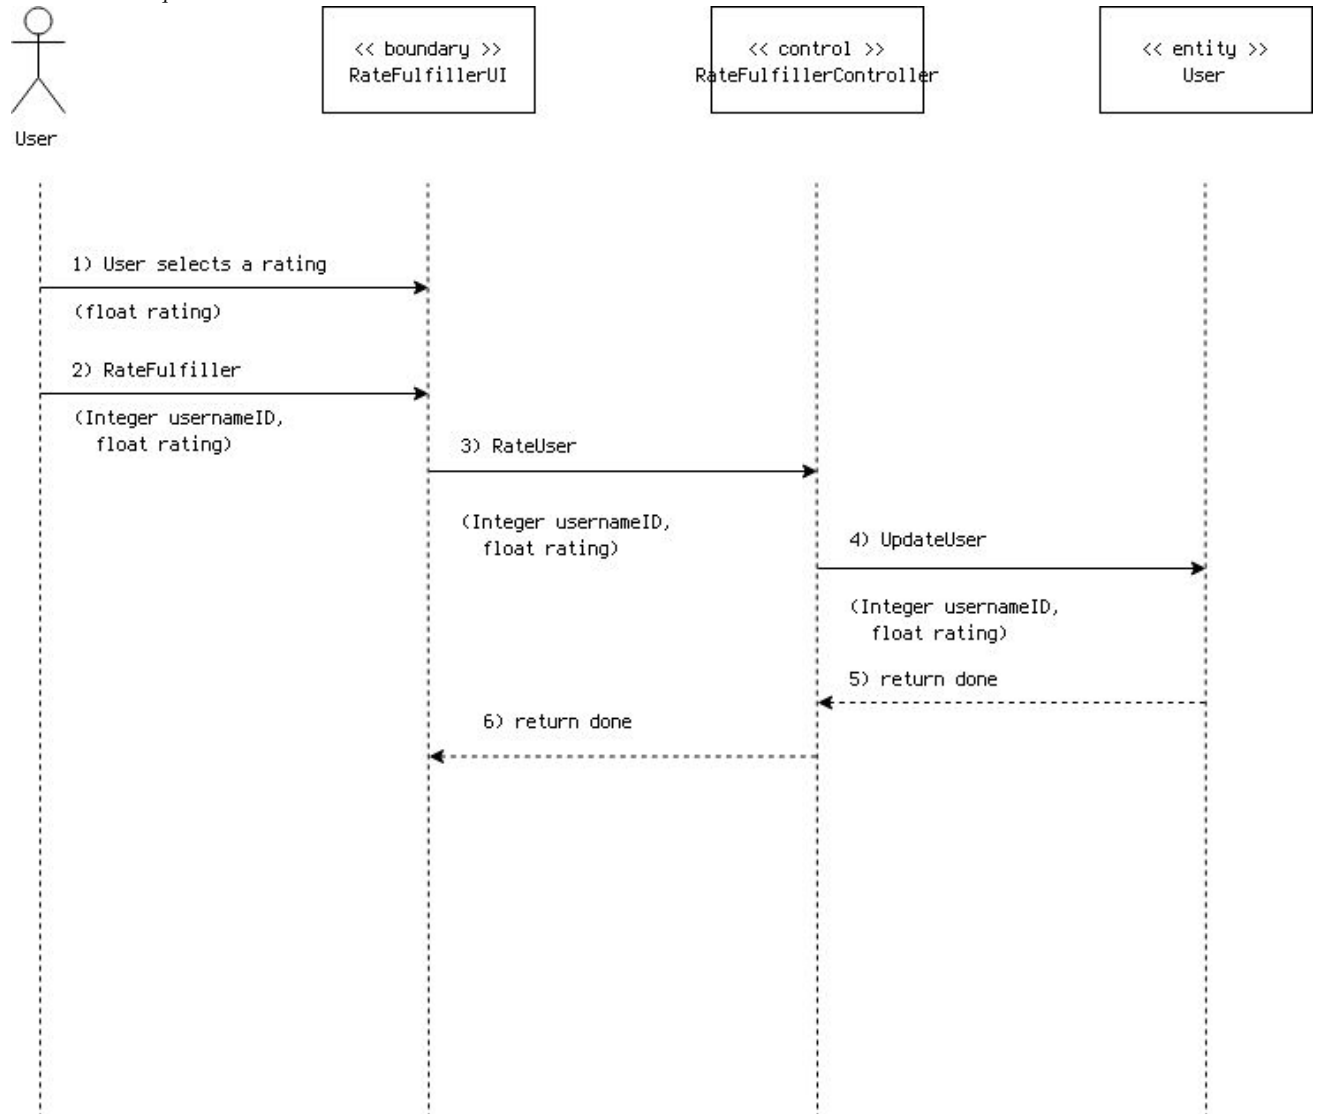 << boundary >>
RateFulfillerUI
<< control >>
RateFulfillerController
<< entity >>
User
User
1) User selects a rating
(float rating)
2) RateFulfiller
(Integer usernameID,
float rating)
3) RateUser
(Integer usernameID,
float rating)
4) UpdateUser
(Integer usernameID,
float rating)
5) return done
6) return done